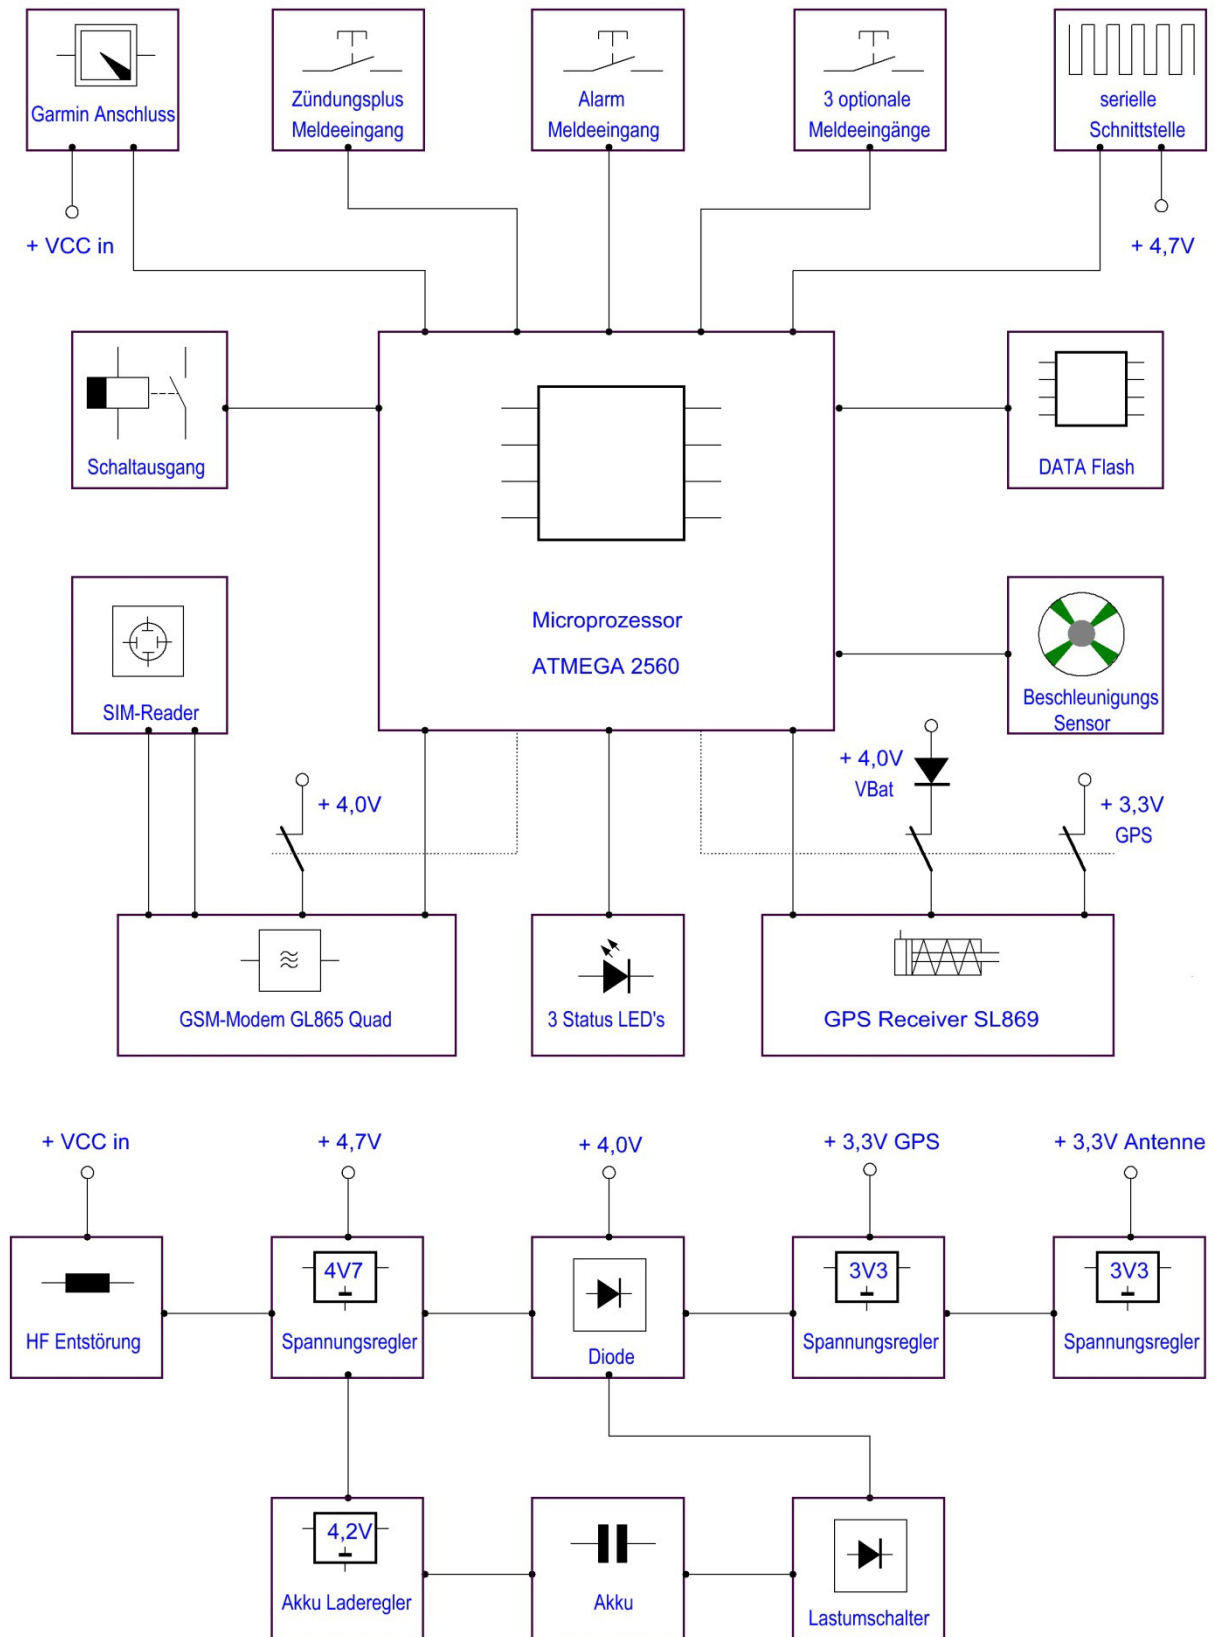 Garmin Anschluss
Zündungsplus
Meldeeingang
Alarm
Meldeeingang
3 optionale
Meldeeingänge
serielle
Schnittstelle
+ VCC in
+ 4,7V
Schaltausgang
DATA Flash
Microprozessor
ATMEGA 2560
SIM-Reader
Beschleunigungs
Sensor
+ 4,0V
+ 4,0V
VBat
+ 3,3V
GPS
GSM-Modem GL865 Quad
3 Status LED's
GPS Receiver SL869
+ VCC in
+ 4,7V
+ 4,0V
+ 3,3V GPS
+ 3,3V Antenne
HF Entstörung
4V7
Spannungsregler
Diode
3V3
Spannungsregler
3V3
Spannungsregler
4,2V
Akku Laderegler
Akku
Lastumschalter